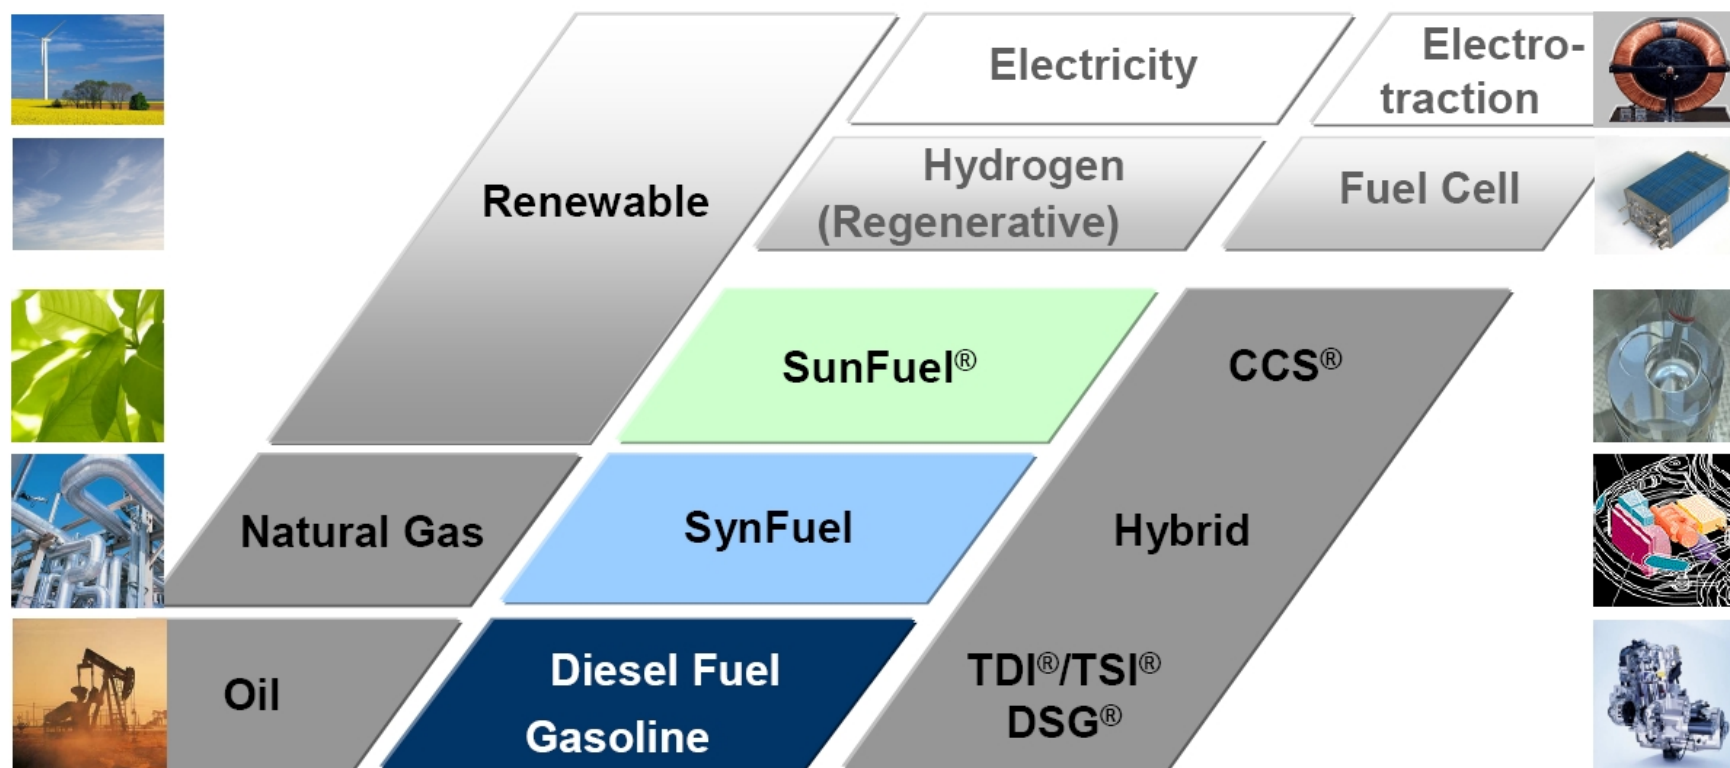 Electricity
Electro-
traction
Renewable
Hydrogen
(Regenerative)
Fuel Cell
SunFuel®
CCS®
Natural Gas
SynFuel
Hybrid
Oil
Diesel Fuel
Gasoline
TDI®/TSI®
DSG®